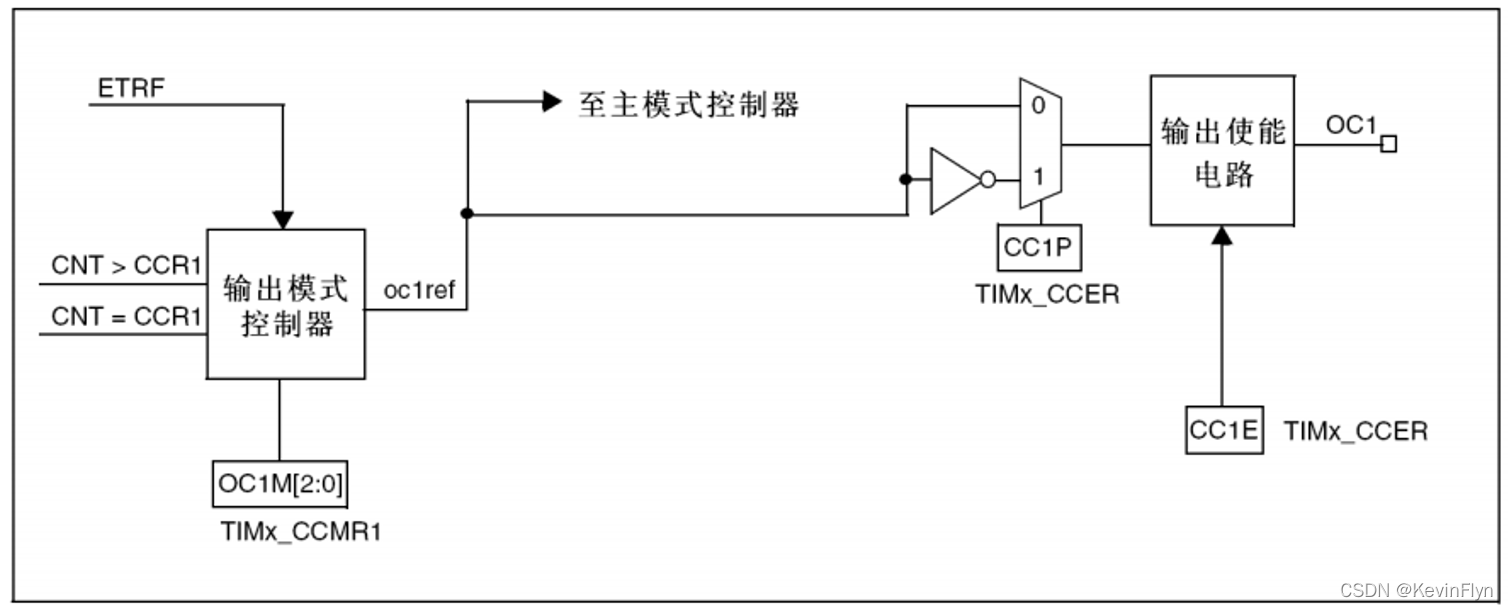 ETRF
至主模式控制器
0
输出使能
电路
OC1
1
CNT > CCR1
CC1P
输出模式
控制器
oc1ref
TIMx_CCER
CNT = CCR1
CC1E
TIMx_CCER
OC1M[2:0]
TIMx_CCMR1
CSDN @KevinFlyn